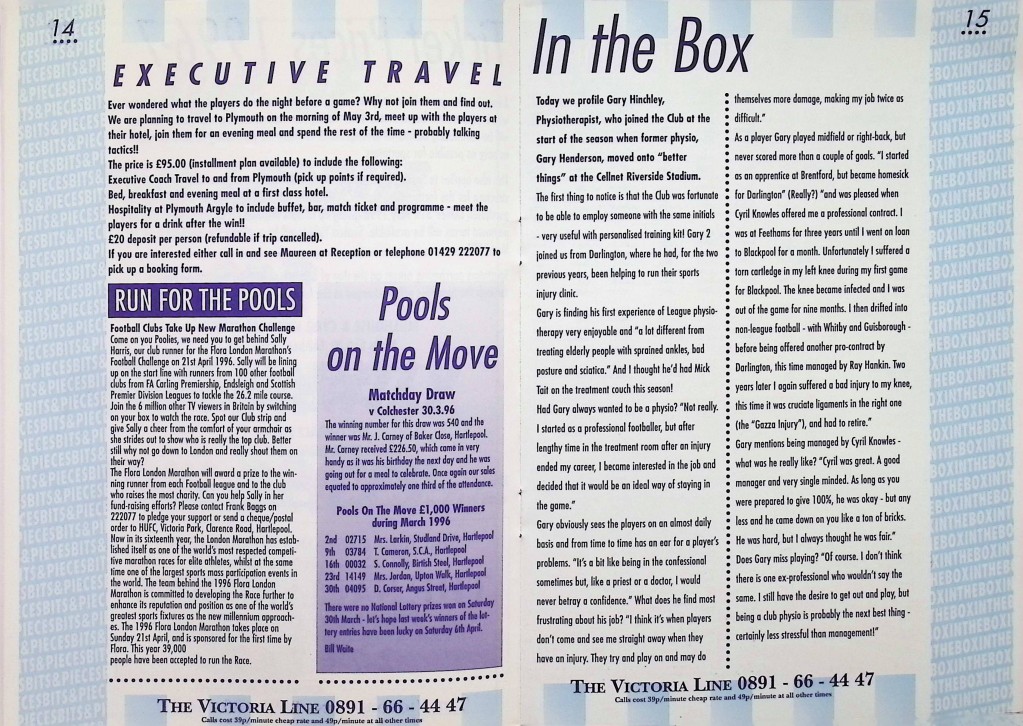 14
EXECUTIVE TRAVEL
Ever wondered what the players do the night before a game? Why not join them and find out.
We are planning to travel to Plymouth on the morning of May 3rd, meet up with the players at
their hotel, join them for an evening meal and spend the rest of the time - probably talking
tactics!!
The price is £95.00 (installment plan available) to include the following:
Executive Coach Travel to and from Plymouth (pick up points if required).
Bed, breakfast and evening meal at a first class hotel.
Hospitality at Plymouth Argyle to include buffet, bar, match ticket and programme - meet the
players for a drink after the win!!
£20 deposit per person (refundable if trip cancelled).
If you are interested either call in and see Maureen at Reception or telephone 01429 222077 to
pick up a booking form.
RUN FOR THE POOLS
Football Clubs Take Up New Marathon Challenge
Come on you Poolies, we need you to get behind Sally
Harris, our club runner for the Flora London Marathon's
Football Challenge on 21st April 1996. Sally will be lining
up on the start line with runners from 100 other football
clubs from FA Carling Premiership, Endsleigh and Scottish
Premier Division Leagues to tackle the 26.2 mile course.
Join the 6 million other TV viewers in Britain by switching
on your box to watch the race. Spot our Club strip and
give Sally a cheer from the comfort of your armchair as
she strides out to show who is really the top club. Better
still why not go down to London and really shout them on
their way?
The Flora London Marathon will award a prize to the win-
ning runner from each Football league and to the club
who raises the most charity. Can you help Sally in her
fund-raising efforts? Please contact Frank Baggs on
222077 to pledge your support or send a cheque/postal
order to HUFC, Victoria Park, Clarence Road, Hartlepool.
Now in its sixteenth year, the London Marathon has estab-
lished itself as one of the world's most respected competi-
tive marathon races for elite athletes, whilst at the same
time one of the largest sports mass participation events in
the world. The team behind the 1996 Flora London
Marathon is committed to developing the Race further to
enhance its reputation and position as one of the world's
greatest sports fixtures as the new millennium approach-
es. The 1996 Flora London Marathon takes place on
Sunday 21st April, and is sponsored for the first time by
Flora. This year 39,000
people have been accepted to run the Race.
Pools
on the Move
Matchday Draw
v Colchester 30.3.96
The winning number for this draw was 540 and the
winner was Mr. J. Carney of Baker Close, Hartlepool.
Mr. Carney received £226.50, which came in very
handy as it was his birthday the next day and he was
going out for a meal to celebrate. Once again our sales
equated to approximately one third of the attendance.
Pools On The Move £1,000 Winners
during March 1996
2nd 02715 Mrs. Larkin, Studland Drive, Hartlepool
9th 03784 T. Cameron, S.C.A., Hartlepool
16th 00032 S. Connolly, Birtish Steel, Hartlepool
23rd 14149 Mrs. Jordan, Upton Walk, Hartlepool
30th 04095 D. Corser, Angus Street, Hartlepool
There were no National Lottery prizes won on Saturday
30th March - let's hope last week's winners of the lot-
tery entries have been lucky on Saturday 6th April.
Bill Waite
THE VICTORIA LINE 0891 - 66 - 44 47
Calls cost 39p/minute cheap rate and 49p/minute at all other times
15
In the Box
Today we profile Gary Hinchley,
Physiotherapist, who joined the Club at the
start of the season when former physio,
Gary Henderson, moved onto "better
things" at the Cellnet Riverside Stadium.
The first thing to notice is that the Club was fortunate
to be able to employ someone with the same initials
- very useful with personalised training kit! Gary 2
joined us from Darlington, where he had, for the two
previous years, been helping to run their sports
injury clinic.
Gary is finding his first experience of League physio-
therapy very enjoyable and "a lot different from
treating elderly people with sprained ankles, bad
posture and sciatica." And I thought he'd had Mick
Tait on the treatment couch this season!
Had Gary always wanted to be a physio? "Not really.
I started as a professional footballer, but after
lengthy time in the treatment room after an injury
ended my career, I became interested in the job and
decided that it would be an ideal way of staying in
the game."
Gary obviously sees the players on an almost daily
basis and from time to time has an ear for a player's
problems. "It's a bit like being in the confessional
sometimes but, like a priest or a doctor, I would
never betray a confidence." What does he find most
frustrating about his job? "I think it's when players
don't come and see me straight away when they
have an injury. They try and play on and may do
themselves more damage, making my job twice as
difficult."
As a player Gary played midfield or right-back, but
never scored more than a couple of goals. "I started
as an apprentice at Brentford, but became homesick
for Darlington" (Really?) "and was pleased when
Cyril Knowles offered me a professional contract. I
was at Feethams for three years until I went on loan
to Blackpool for a month. Unfortunately I suffered a
torn cartledge in my left knee during my first game
for Blackpool. The knee became infected and I was
out of the game for nine months. I then drifted into
non-league football - with Whitby and Guisborough -
before being offered another pro-contract by
Darlington, this time managed by Ray Hankin. Two
years later I again suffered a bad injury to my knee,
this time it was cruciate ligaments in the right one
(the "Gazza Injury"), and had to retire."
Gary mentions being managed by Cyril Knowles -
what was he really like? "Cyril was great. A good
manager and very single minded. As long as you
were prepared to give 100%, he was okay - but any
less and he came down on you like a ton of bricks.
He was hard, but I always thought he was fair."
Does Gary miss playing? "Of course. I don't think
there is one ex-professional who wouldn't say the
same. I still have the desire to get out and play, but
being a club physio is probably the next best thing -
certainly less stressful than management!"
THE VICTORIA LINE 0891 - 66 - 44 47
Calls cost 39p/minute cheap rate and 49p/minute at all other times